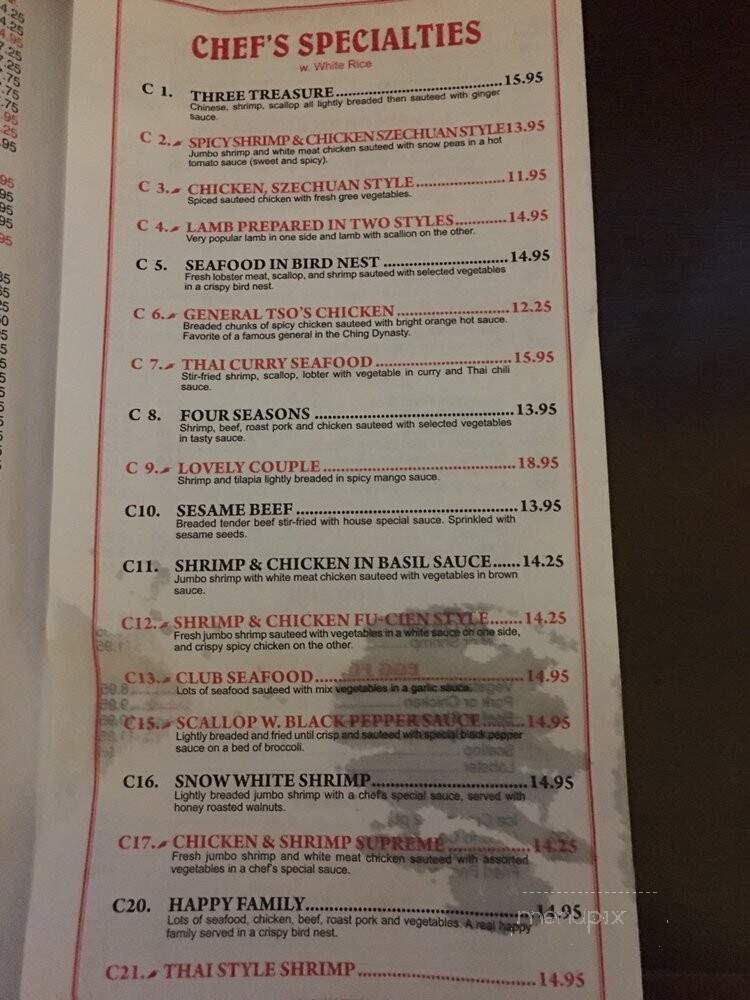 CHEF'S SPECIALTIES
w. White Rice
C 1. THREE TREASURE 15.95
Chinese, shrimp, scallop all lightly breaded then sauteed with ginger
sauce.
C 2. SPICY SHRIMP & CHICKEN SZECHUAN STYLE 13.95
Jumbo shrimp and white meat chicken sauteed with snow peas in a hot
tomato sauce (sweet and spicy).
C 3. CHICKEN, SZECHUAN STYLE 11.95
Spiced sauteed chicken with fresh gree vegetables.
C 4. LAMB PREPARED IN TWO STYLES 14.95
Very popular lamb in one side and lamb with scallion on the other.
C 5. SEAFOOD IN BIRD NEST 14.95
Fresh lobster meat, scallop, and shrimp sauteed with selected vegetables
in a crispy bird nest.
C 6. GENERAL TSO'S CHICKEN 12.25
Breaded chunks of spicy chicken sauteed with bright orange hot sauce.
Favorite of a famous general in the Ching Dynasty.
C 7. THAI CURRY SEAFOOD 15.95
Stir-fried shrimp, scallop, lobter with vegetable in curry and Thai chili
sauce.
C 8. FOUR SEASONS 13.95
Shrimp, beef, roast pork and chicken sauteed with selected vegetables
in tasty sauce.
C 9. LOVELY COUPLE 18.95
Shrimp and tilapia lightly breaded in spicy mango sauce.
C10. SESAME BEEF 13.95
Breaded tender beef stir-fried with house special sauce. Sprinkled with
sesame seeds.
C11. SHRIMP & CHICKEN IN BASIL SAUCE 14.25
Jumbo shrimp with white meat chicken sauteed with vegetables in brown
sauce.
C12. SHRIMP & CHICKEN FU-CIEN STYLE 14.25
Fresh jumbo shrimp sauteed with vegetables in a white sauce on one side,
and crispy spicy chicken on the other.
C13. CLUB SEAFOOD 14.95
Lots of seafood sauteed with mix vegetables in a garlic sauce.
C15. SCALLOP W. BLACK PEPPER SAUCE 14.95
Lightly breaded and fried until crisp and sauteed with special black pepper
sauce on a bed of broccoli.
C16. SNOW WHITE SHRIMP 14.95
Lightly breaded jumbo shrimp with a chef's special sauce, served with
honey roasted walnuts.
C17. CHICKEN & SHRIMP SUPREME 14.25
Fresh jumbo shrimp and white meat chicken sauteed with assorted
vegetables in a chef's special sauce.
C20. HAPPY FAMILY 14.95
Lots of seafood, chicken, beef, roast pork and vegetables. A real happy
family served in a crispy bird nest.
C21. THAI STYLE SHRIMP 14.95
menupix